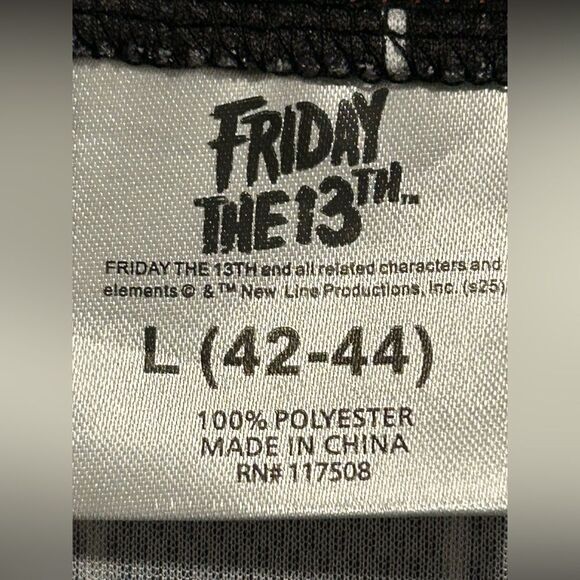 FRIDAY
THE 13TH™
FRIDAY THE 13TH and all related characters and
elements © & ™ New Line Productions, Inc. (s25)
L (42-44)
100% POLYESTER
MADE IN CHINA
RN# 117508